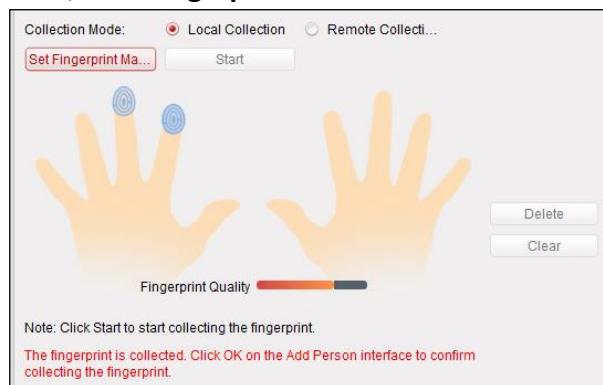 Collection Mode: Local Collection Remote Collecti...
Set Fingerprint Ma... Start
Delete
Clear
Fingerprint Quality
Note: Click Start to start collecting the fingerprint.
The fingerprint is collected. Click OK on the Add Person interface to confirm
collecting the fingerprint.